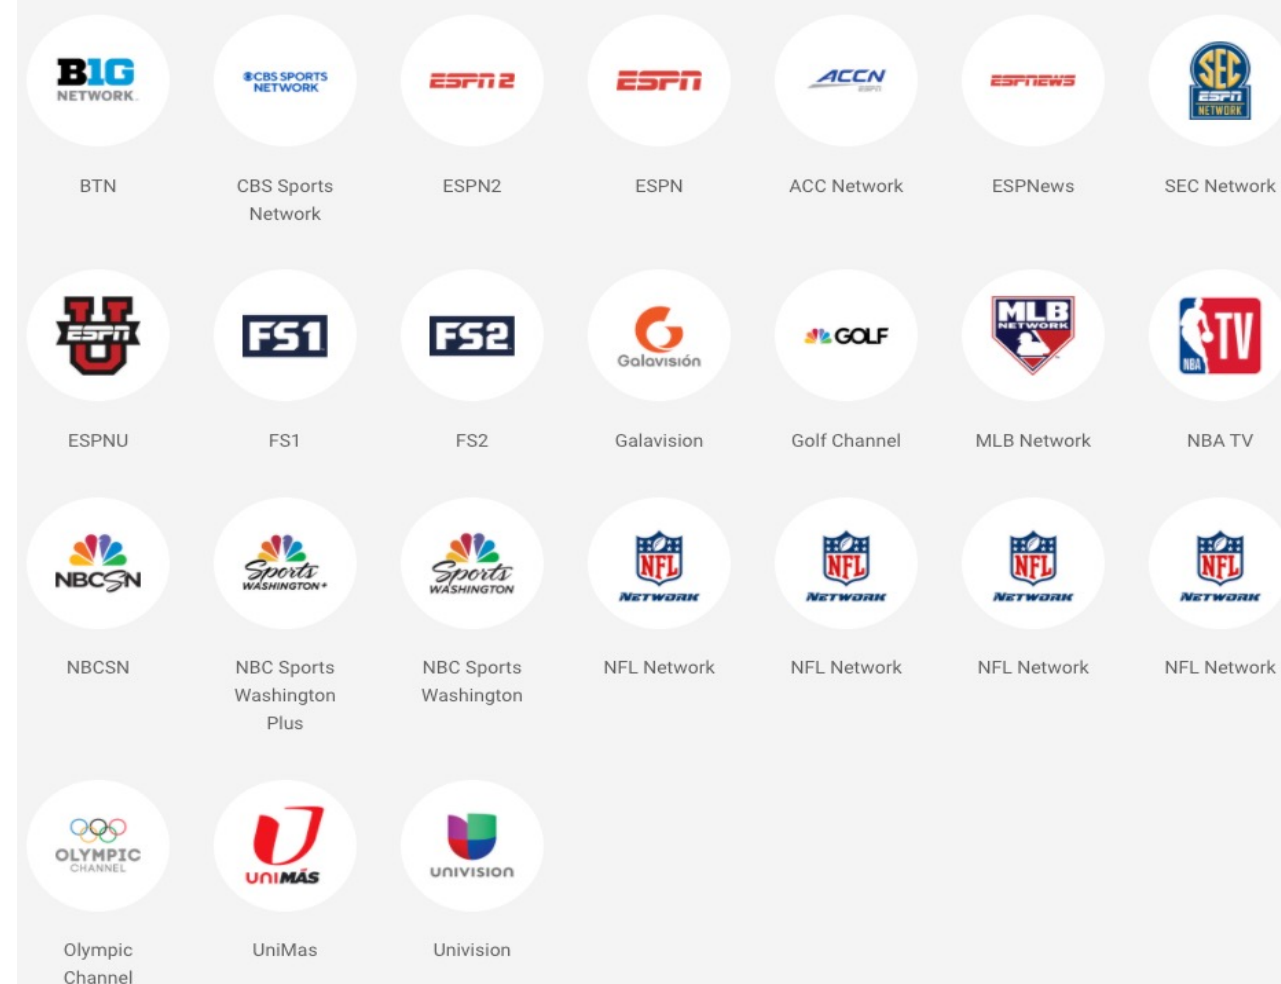 B1G
NETWORK
CBS SPORTS
NETWORK
ESPN 2
ESPN
ACCN
ESPN
ESPNEWS
SEC
ESPN
NETWORK
BTN
CBS Sports
Network
ESPN2
ESPN
ACC Network
ESPNews
SEC Network
U
ESPN
FS1
FS2
Galavisión
GOLF
MLB
NETWORK
NBA
TV
ESPNU
FS1
FS2
Galavision
Golf Channel
MLB Network
NBA TV
NBCSN
Sports
WASHINGTON+
Sports
WASHINGTON
NFL
NETWORK
NFL
NETWORK
NFL
NETWORK
NFL
NETWORK
NBCSN
NBC Sports
Washington
Plus
NBC Sports
Washington
NFL Network
NFL Network
NFL Network
NFL Network
OLYMPIC
CHANNEL
UNIMÁS
univision
Olympic
Channel
UniMas
Univision